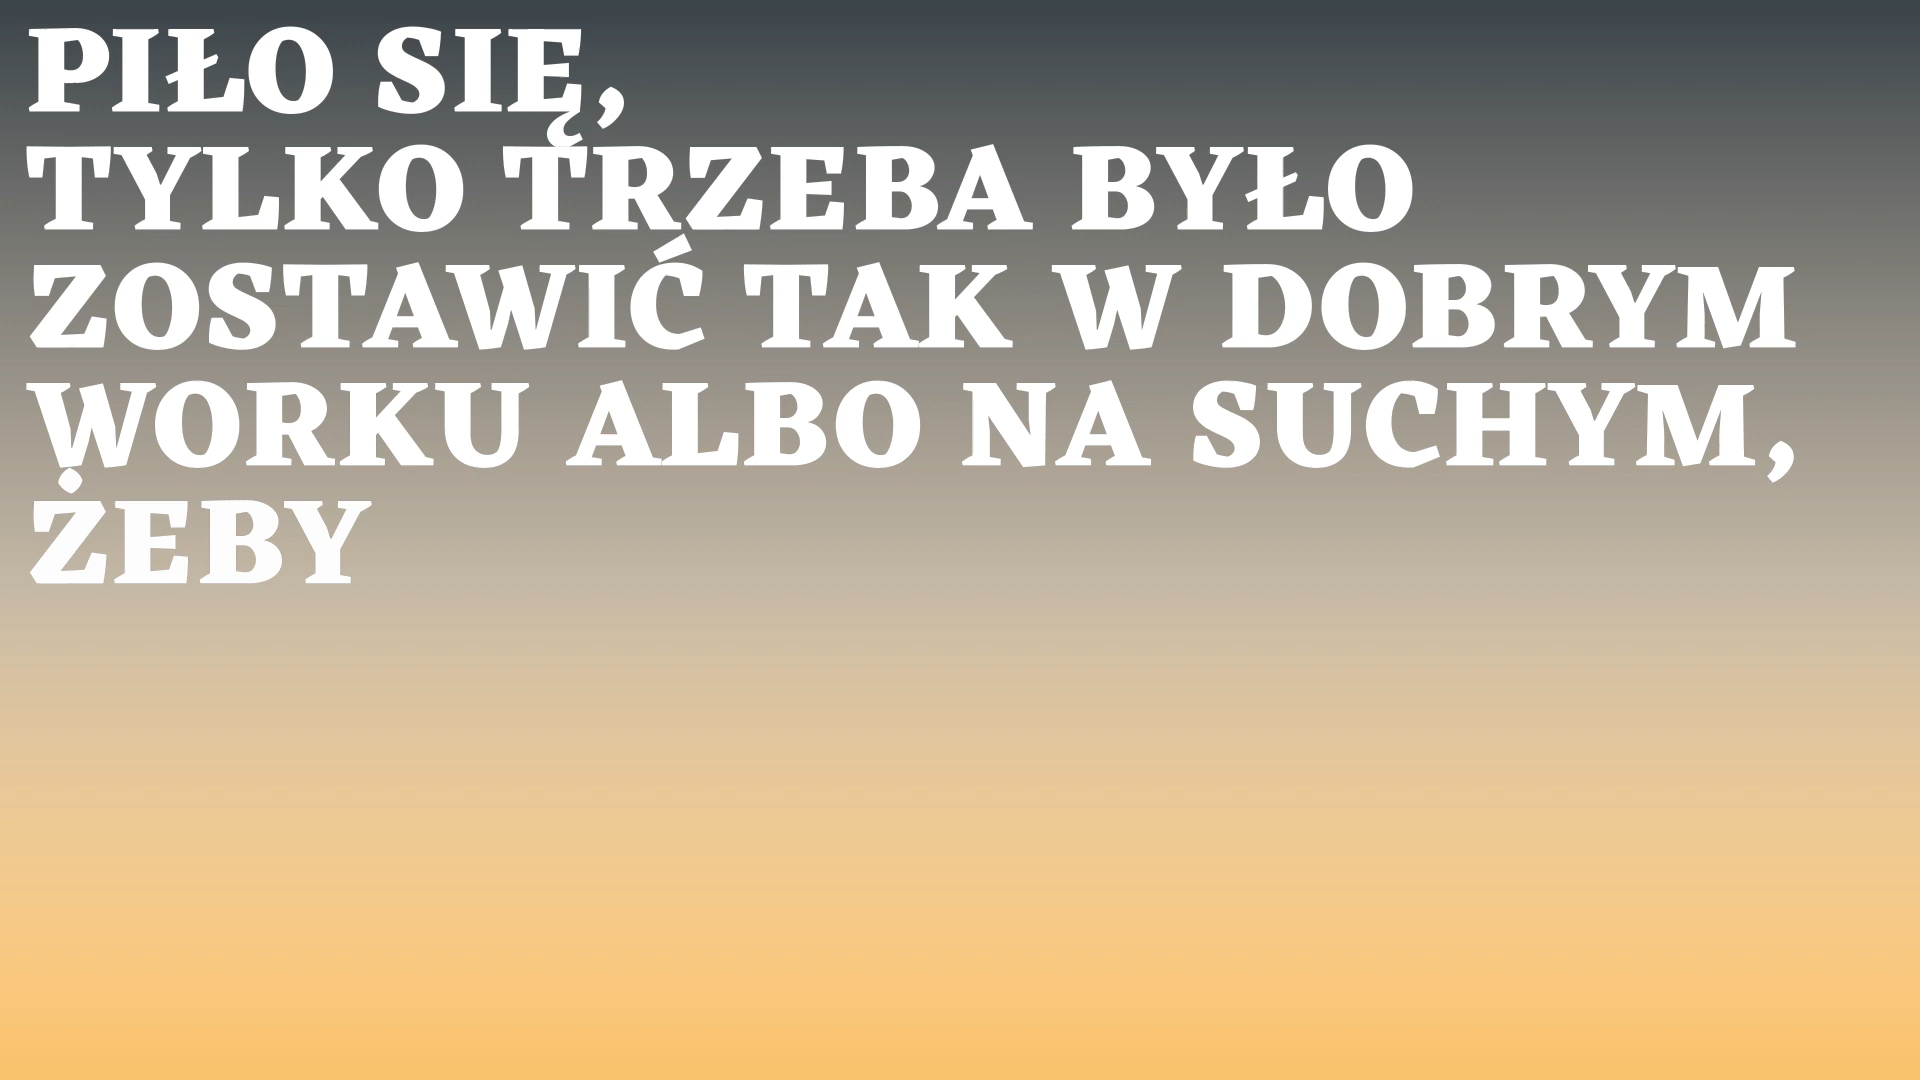 PIŁO SIĘ,
TYLKO TRZEBA BYŁO
ZOSTAWIĆ TAK W DOBRYM
WORKU ALBO NA SUCHYM,
ŻEBY